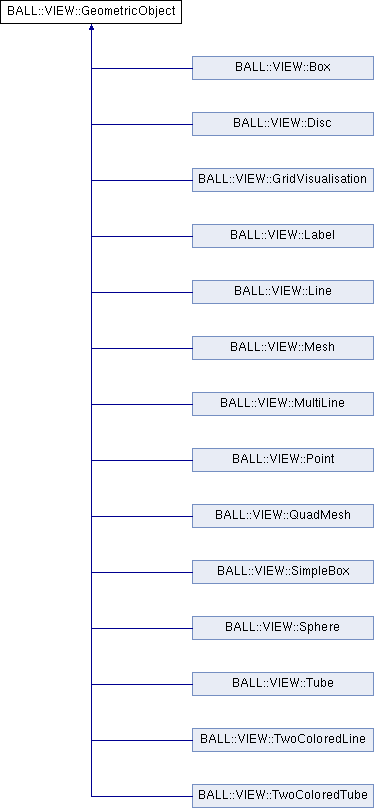 BALL::VIEW::GeometricObject
BALL::VIEW::Box
BALL::VIEW::Disc
BALL::VIEW::GridVisualisation
BALL::VIEW::Label
BALL::VIEW::Line
BALL::VIEW::Mesh
BALL::VIEW::MultiLine
BALL::VIEW::Point
BALL::VIEW::QuadMesh
BALL::VIEW::SimpleBox
BALL::VIEW::Sphere
BALL::VIEW::Tube
BALL::VIEW::TwoColoredLine
BALL::VIEW::TwoColoredTube